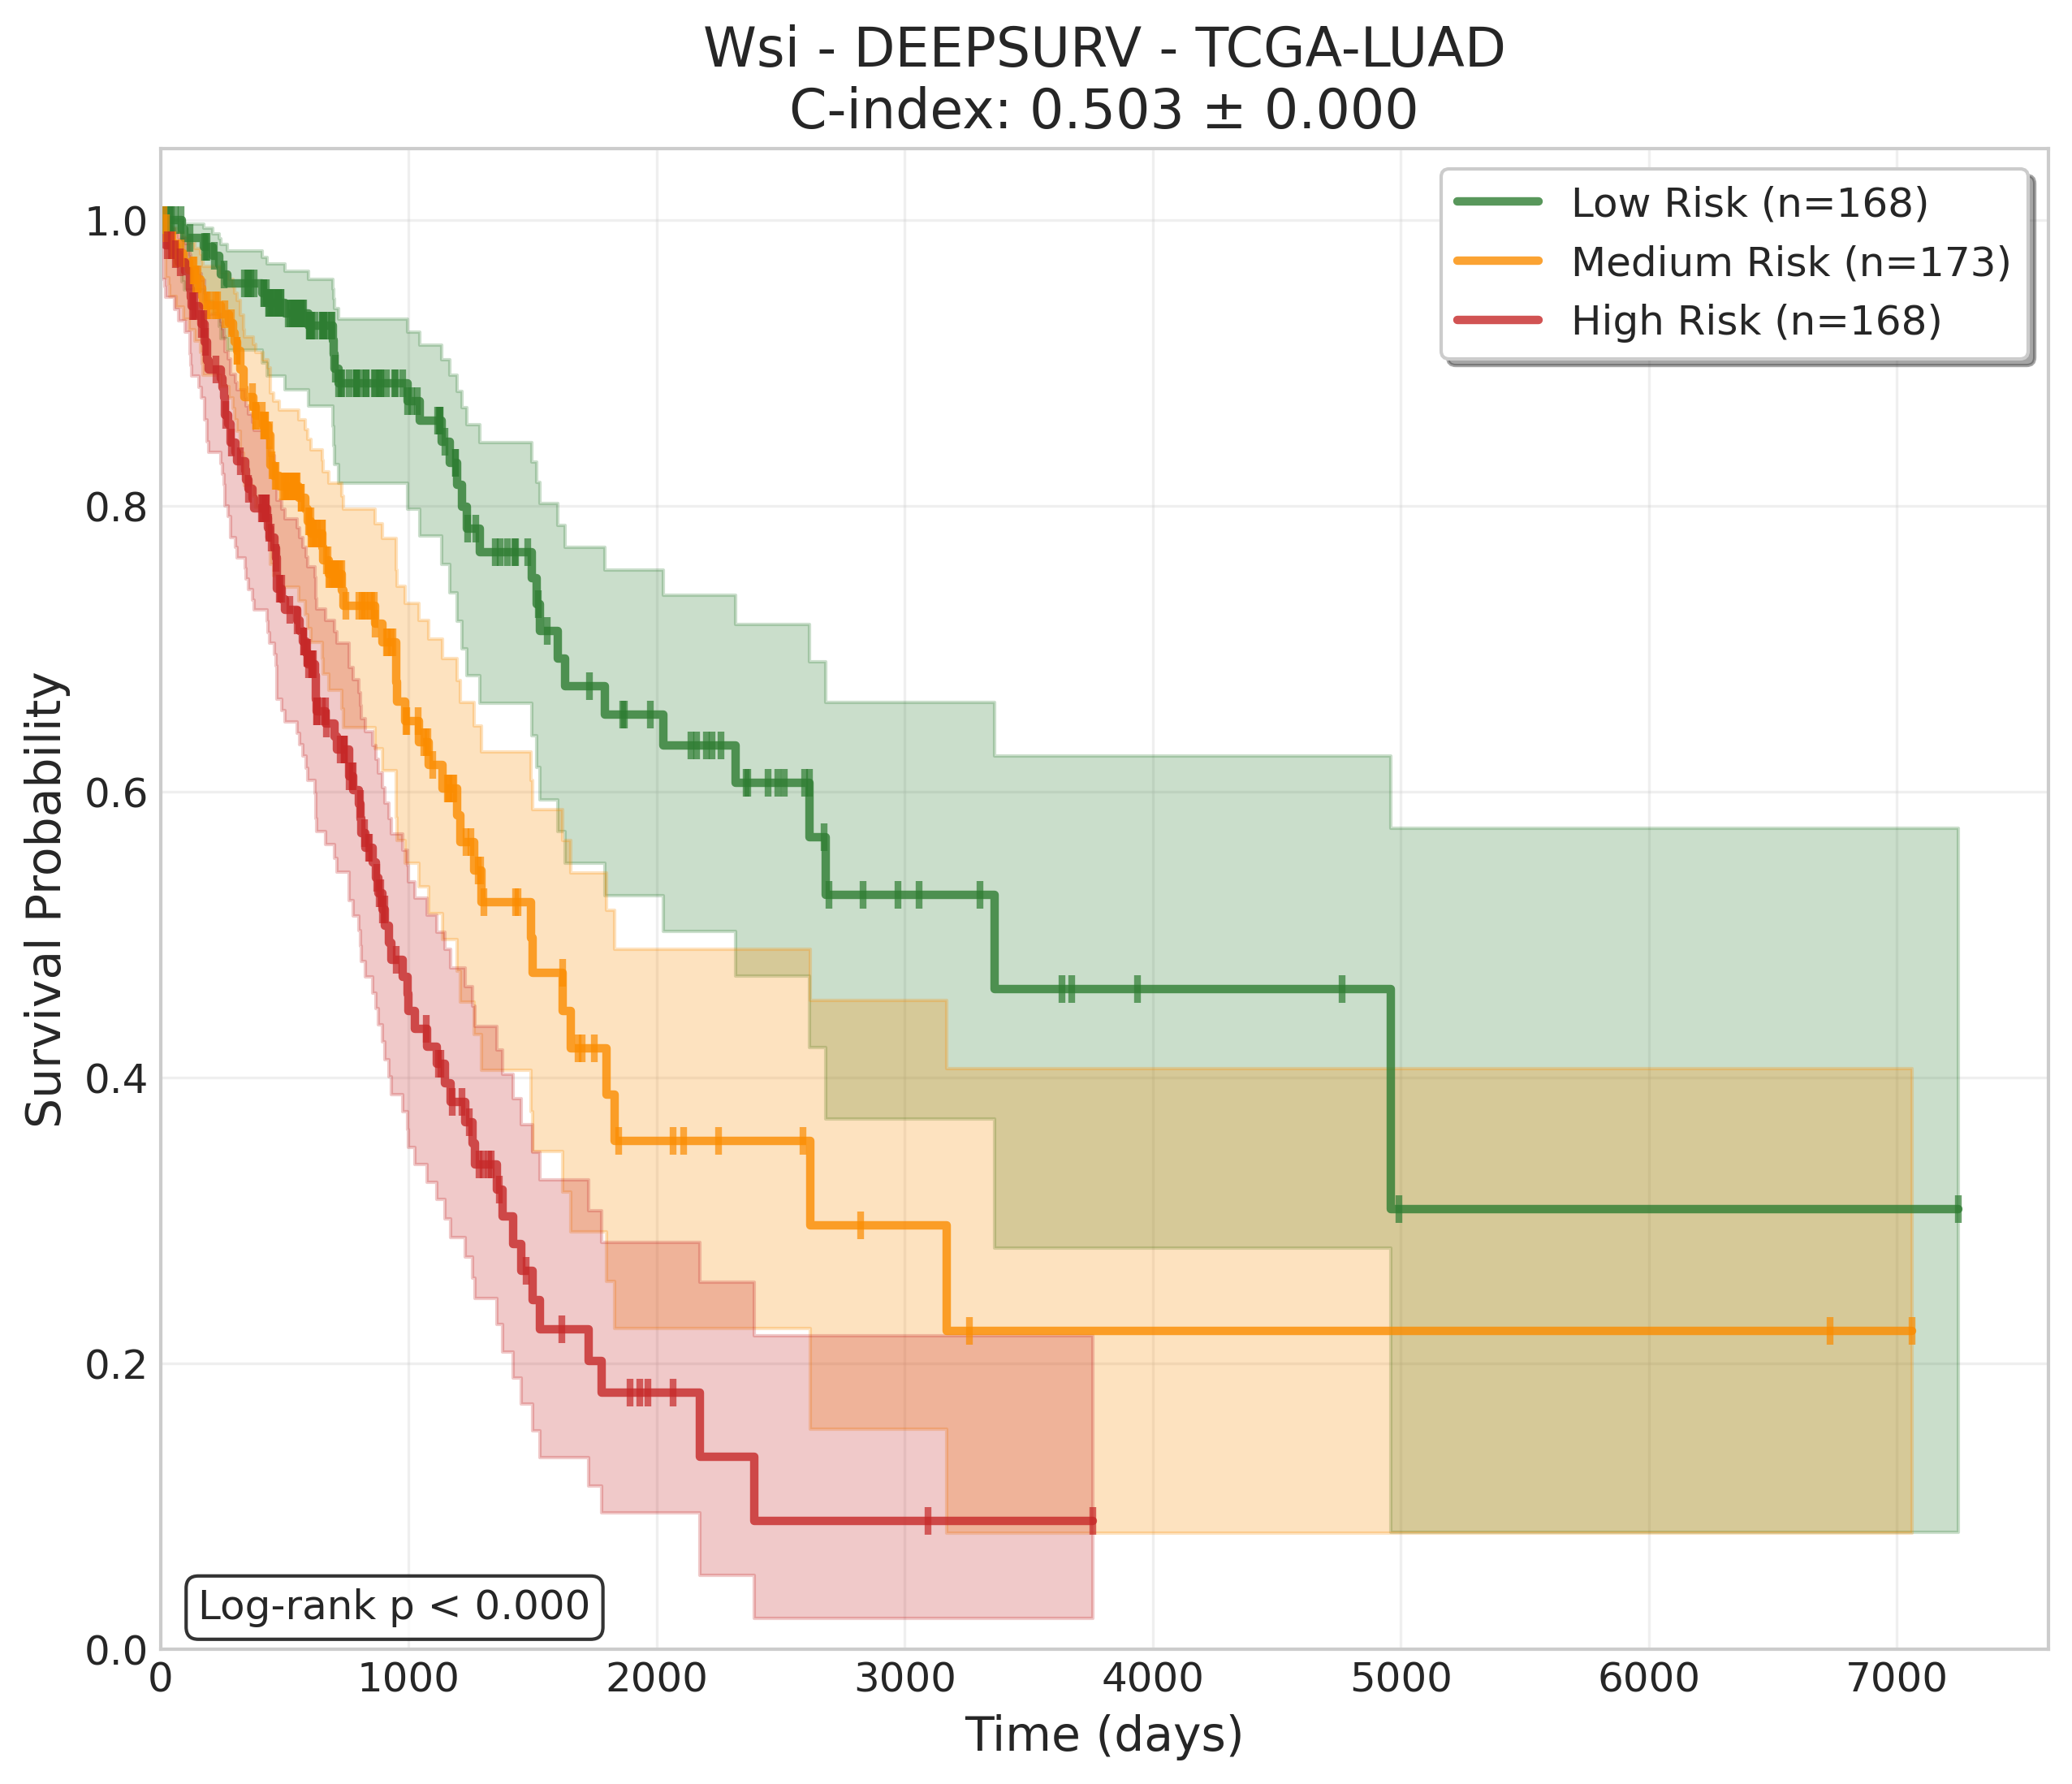 Wsi - DEEPSURV - TCGA-LUAD
C-index: 0.503 ± 0.000
Low Risk (n=168)
Medium Risk (n=173)
High Risk (n=168)
Survival Probability
1.0
0.8
0.6
0.4
0.2
0.0
Log-rank p < 0.000
0 1000 2000 3000 4000 5000 6000 7000
Time (days)